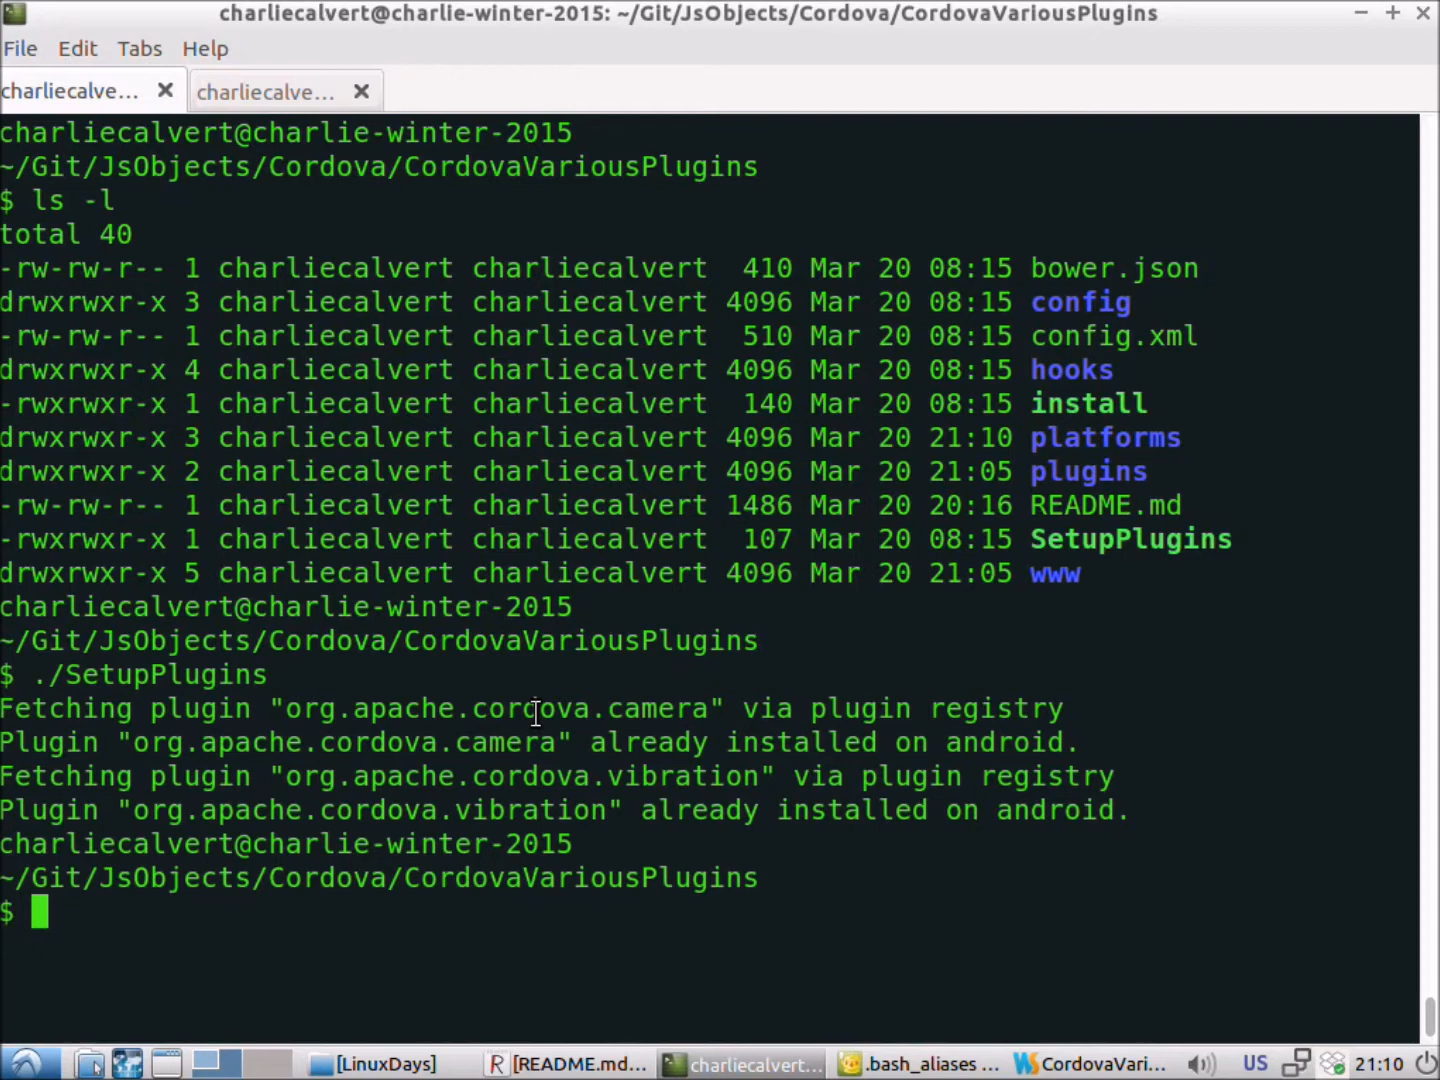 charliecalvert@charlie-winter-2015: ~/Git/JsObjects/Cordova/CordovaVariousPlugins
File Edit Tabs Help
charliecalve... charliecalve...
charliecalvert@charlie-winter-2015
~/Git/JsObjects/Cordova/CordovaVariousPlugins
$ ls -l
total 40
-rw-rw-r-- 1 charliecalvert charliecalvert  410 Mar 20 08:15 bower.json
drwxrwxr-x 3 charliecalvert charliecalvert 4096 Mar 20 08:15 config
-rw-rw-r-- 1 charliecalvert charliecalvert  510 Mar 20 08:15 config.xml
drwxrwxr-x 4 charliecalvert charliecalvert 4096 Mar 20 08:15 hooks
-rwxrwxr-x 1 charliecalvert charliecalvert  140 Mar 20 08:15 install
drwxrwxr-x 3 charliecalvert charliecalvert 4096 Mar 20 21:10 platforms
drwxrwxr-x 2 charliecalvert charliecalvert 4096 Mar 20 21:05 plugins
-rw-rw-r-- 1 charliecalvert charliecalvert 1486 Mar 20 20:16 README.md
-rwxrwxr-x 1 charliecalvert charliecalvert  107 Mar 20 08:15 SetupPlugins
drwxrwxr-x 5 charliecalvert charliecalvert 4096 Mar 20 21:05 www
charliecalvert@charlie-winter-2015
~/Git/JsObjects/Cordova/CordovaVariousPlugins
$ ./SetupPlugins
Fetching plugin "org.apache.cordova.camera" via plugin registry
Plugin "org.apache.cordova.camera" already installed on android.
Fetching plugin "org.apache.cordova.vibration" via plugin registry
Plugin "org.apache.cordova.vibration" already installed on android.
charliecalvert@charlie-winter-2015
~/Git/JsObjects/Cordova/CordovaVariousPlugins
$
[LinuxDays] R [README.md... charliecalvert... .bash_aliases ... WS CordovaVari... US 21:10